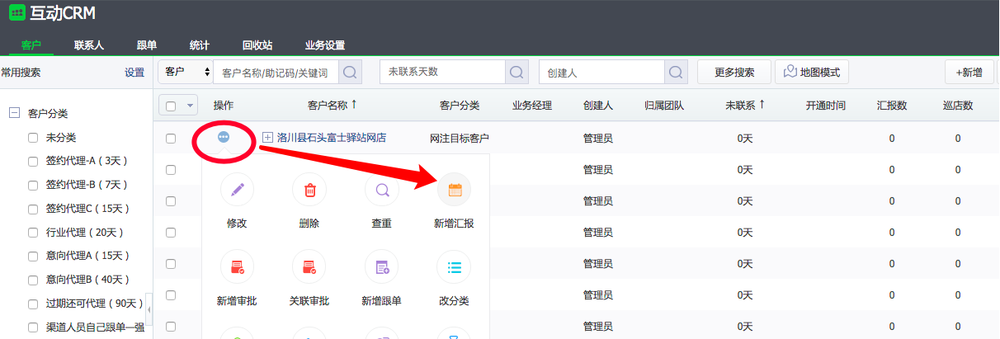 互动CRM
客户 联系人 跟单 统计 回收站 业务设置
常用搜索 设置 客户 客户名称/助记码/关键词 未联系天数 创建人 更多搜索 地图模式 +新增
操作 客户名称↑ 客户分类 业务经理 创建人 归属团队 未联系↑ 开通时间 汇报数 巡店数
客户分类
未分类
签约代理-A（3天）
签约代理-B（7天）
签约代理C（15天）
行业代理（20天）
意向代理A（15天）
意向代理B（40天）
过期还可代理（90天）
渠道人员自己跟单—强
洛川县石头富士驿站网店 网注目标客户 管理员 0天 0 0
管理员 0天 0 0
管理员 0天 0 0
管理员 0天 0 0
管理员 0天 0 0
管理员 0天 0 0
管理员 0天 0 0
修改 删除 查重 新增汇报
新增审批 关联审批 新增跟单 改分类